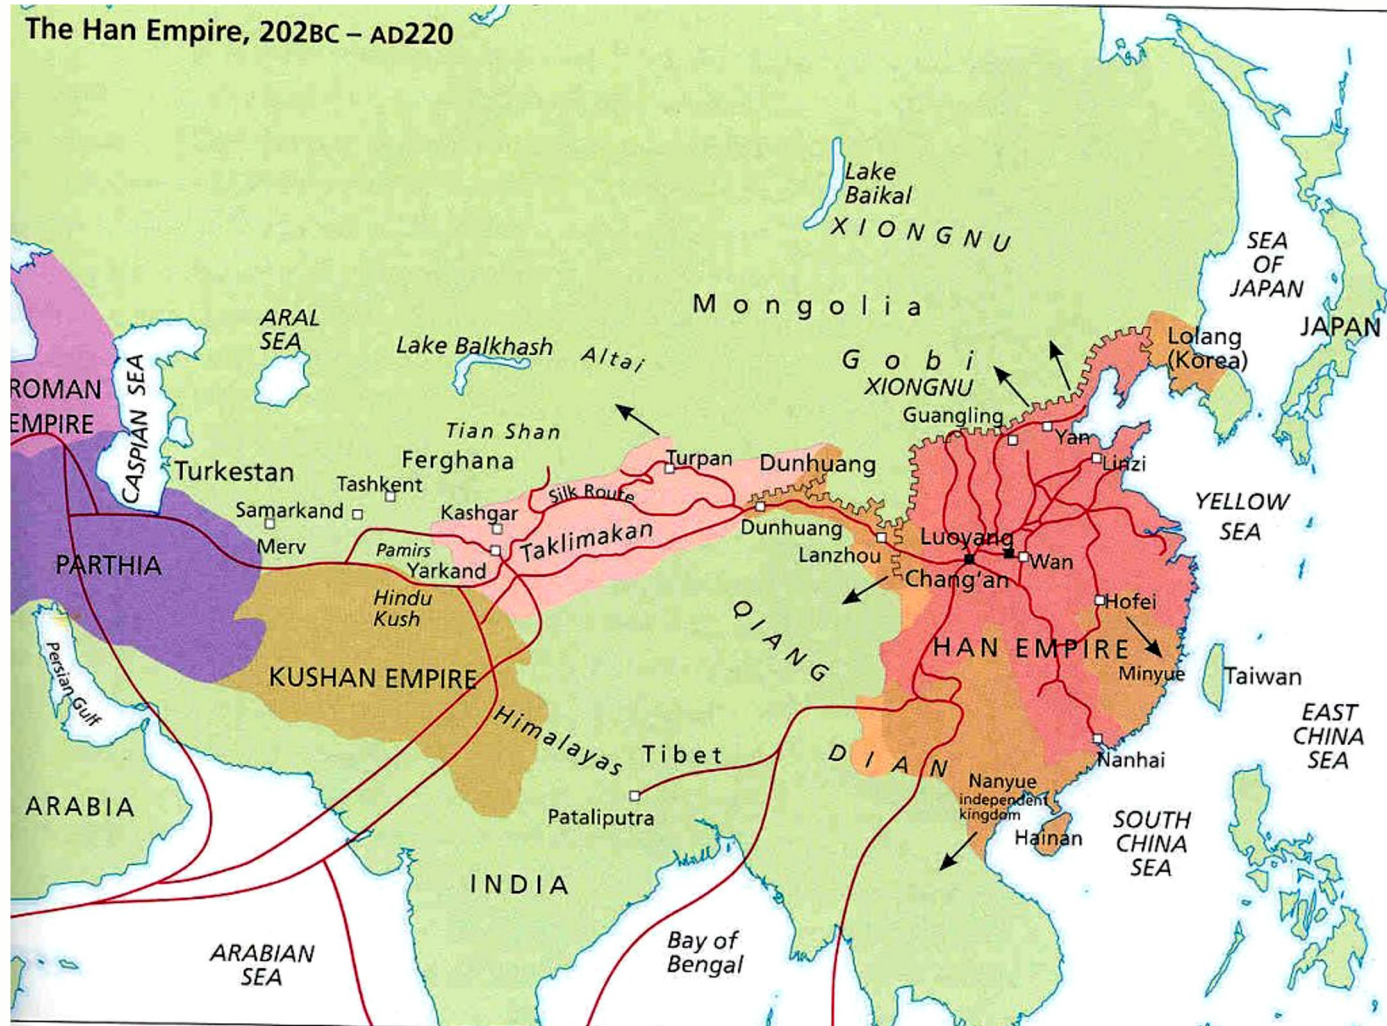 The Han Empire, 202BC – AD220
Lake
Baikal
XIONGNU
SEA
OF
JAPAN
Mongolia
ARAL
SEA
JAPAN
Lolang
(Korea)
Lake Balkhash
Altai
Gobi
XIONGNU
CASPIAN SEA
ROMAN
EMPIRE
Guangling
Tian Shan
Yan
Ferghana
Turpan
Dunhuang
Linzi
Turkestan
Tashkent
Silk Route
YELLOW
SEA
Samarkand
Kashgar
Dunhuang
Taklimakan
Luoyang
Merv
Pamirs
Lanzhou
Wan
PARTHIA
Yarkand
Chang'an
Hindu
Kush
Hofei
QIANG
HAN EMPIRE
Persian Gulf
KUSHAN EMPIRE
Minyue
Taiwan
Himalayas
EAST
CHINA
SEA
Tibet
DIAN
Nanhai
ARABIA
Nanyue
independent
kingdom
Pataliputra
Hainan
SOUTH
CHINA
SEA
INDIA
ARABIAN
SEA
Bay of
Bengal